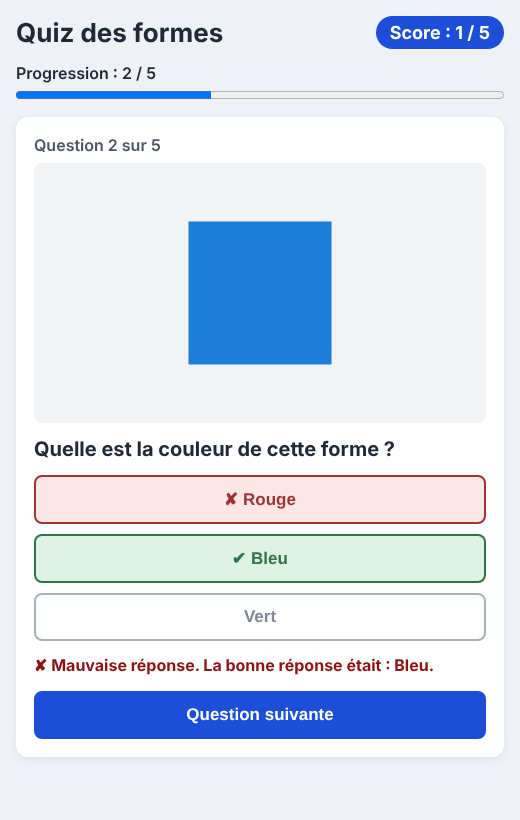 Quiz des formes
Score : 1 / 5
Progression : 2 / 5
Question 2 sur 5
Quelle est la couleur de cette forme ?
✘ Rouge
✔ Bleu
Vert
✘ Mauvaise réponse. La bonne réponse était : Bleu.
Question suivante